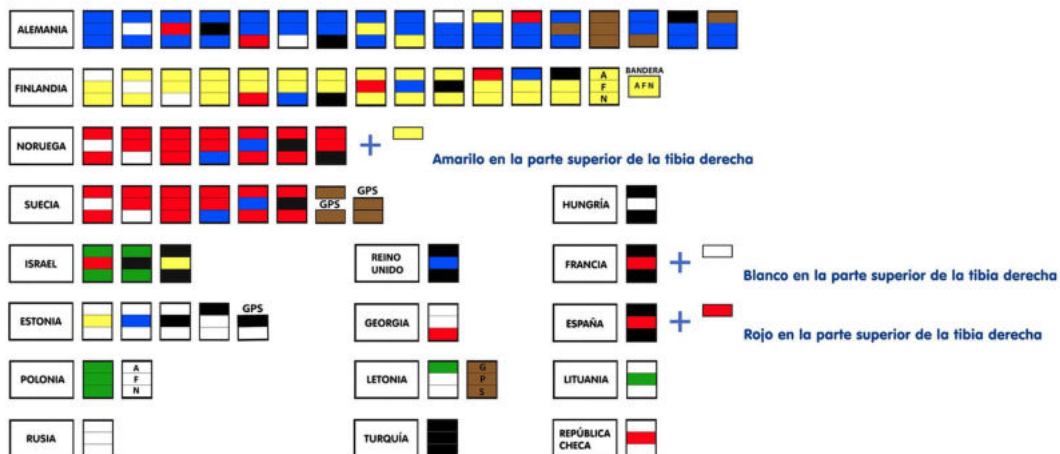 ALEMANIA
FINLANDIA
A
F
N
BANDERA
A F N
NORUEGA
+
Amarilo en la parte superior de la tibia derecha
SUECIA
GPS
GPS
HUNGRÍA
ISRAEL
REINO
UNIDO
FRANCIA
+
Blanco en la parte superior de la tibia derecha
ESTONIA
GPS
GEORGIA
ESPAÑA
+
Rojo en la parte superior de la tibia derecha
POLONIA
A
F
N
LETONIA
G
P
S
LITUANIA
RUSIA
TURQUÍA
REPÚBLICA
CHECA